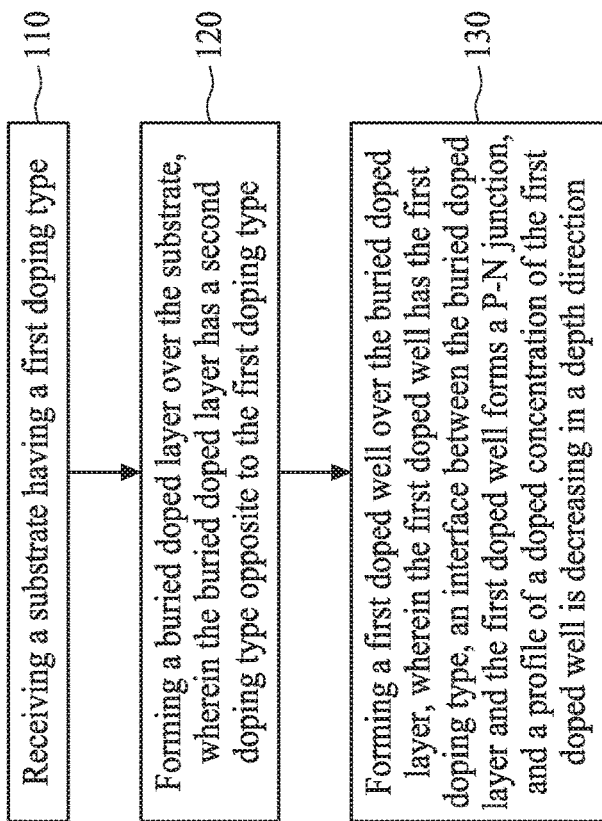 Receiving a substrate having a first doping type
110
Forming a buried doped layer over the substrate,
wherein the buried doped layer has a second
doping type opposite to the first doping type
120
Forming a first doped well over the buried doped
layer, wherein the first doped well has the first
doping type, an interface between the buried doped
layer and the first doped well forms a P-N junction,
and a profile of a doped concentration of the first
doped well is decreasing in a depth direction
130